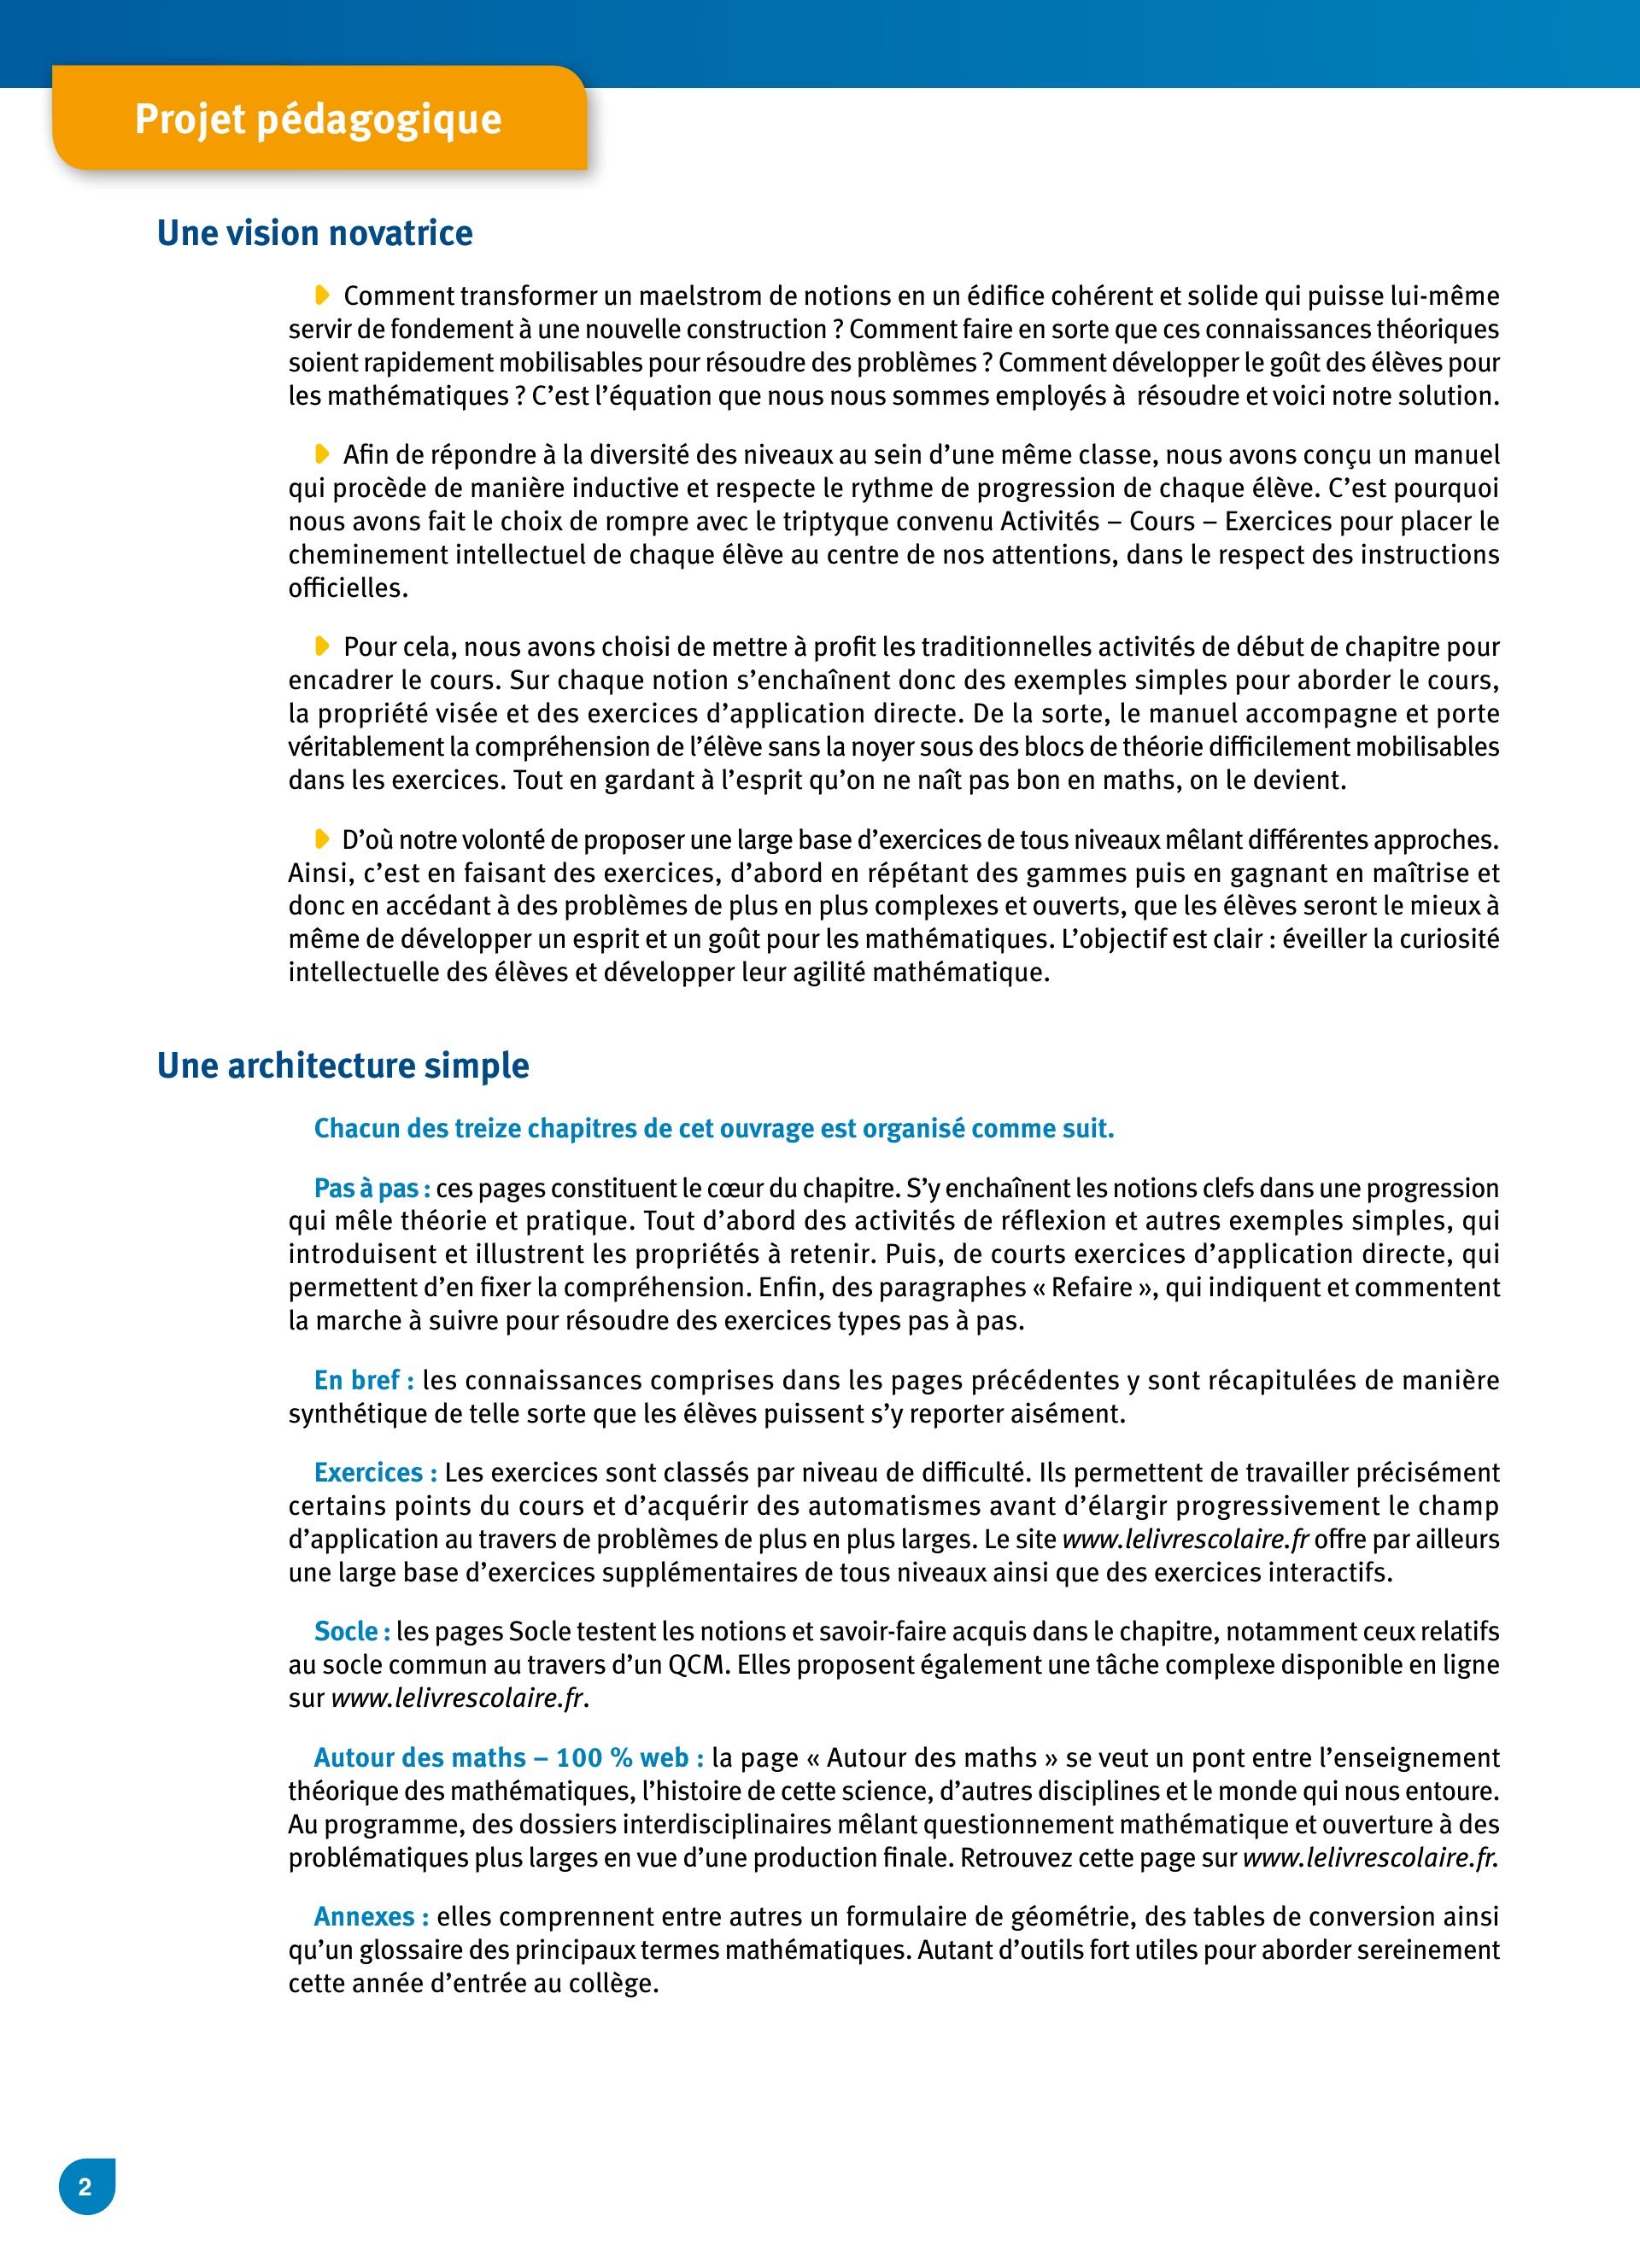 Projet pédagogique
Une vision novatrice
Comment transformer un maelstrom de notions en un édifice cohérent et solide qui puisse lui-même
servir de fondement à une nouvelle construction ? Comment faire en sorte que ces connaissances théoriques
soient rapidement mobilisables pour résoudre des problèmes ? Comment développer le goût des élèves pour
les mathématiques ? C’est l’équation que nous nous sommes employés à résoudre et voici notre solution.
Afin de répondre à la diversité des niveaux au sein d’une même classe, nous avons conçu un manuel
qui procède de manière inductive et respecte le rythme de progression de chaque élève. C’est pourquoi
nous avons fait le choix de rompre avec le triptyque convenu Activités – Cours – Exercices pour placer le
cheminement intellectuel de chaque élève au centre de nos attentions, dans le respect des instructions
officielles.
Pour cela, nous avons choisi de mettre à profit les traditionnelles activités de début de chapitre pour
encadrer le cours. Sur chaque notion s’enchaînent donc des exemples simples pour aborder le cours,
la propriété visée et des exercices d’application directe. De la sorte, le manuel accompagne et porte
véritablement la compréhension de l’élève sans la noyer sous des blocs de théorie difficilement mobilisables
dans les exercices. Tout en gardant à l’esprit qu’on ne naît pas bon en maths, on le devient.
D’où notre volonté de proposer une large base d’exercices de tous niveaux mêlant différentes approches.
Ainsi, c’est en faisant des exercices, d’abord en répétant des gammes puis en gagnant en maîtrise et
donc en accédant à des problèmes de plus en plus complexes et ouverts, que les élèves seront le mieux à
même de développer un esprit et un goût pour les mathématiques. L’objectif est clair : éveiller la curiosité
intellectuelle des élèves et développer leur agilité mathématique.
Une architecture simple
Chacun des treize chapitres de cet ouvrage est organisé comme suit.
Pas à pas : ces pages constituent le cœur du chapitre. S’y enchaînent les notions clefs dans une progression
qui mêle théorie et pratique. Tout d’abord des activités de réflexion et autres exemples simples, qui
introduisent et illustrent les propriétés à retenir. Puis, de courts exercices d’application directe, qui
permettent d’en fixer la compréhension. Enfin, des paragraphes « Refaire », qui indiquent et commentent
la marche à suivre pour résoudre des exercices types pas à pas.
En bref : les connaissances comprises dans les pages précédentes y sont récapitulées de manière
synthétique de telle sorte que les élèves puissent s’y reporter aisément.
Exercices : Les exercices sont classés par niveau de difficulté. Ils permettent de travailler précisément
certains points du cours et d’acquérir des automatismes avant d’élargir progressivement le champ
d’application au travers de problèmes de plus en plus larges. Le site www.lelivrescolaire.fr offre par ailleurs
une large base d’exercices supplémentaires de tous niveaux ainsi que des exercices interactifs.
Socle : les pages Socle testent les notions et savoir-faire acquis dans le chapitre, notamment ceux relatifs
au socle commun au travers d’un QCM. Elles proposent également une tâche complexe disponible en ligne
sur www.lelivrescolaire.fr.
Autour des maths – 100 % web : la page « Autour des maths » se veut un pont entre l’enseignement
théorique des mathématiques, l’histoire de cette science, d’autres disciplines et le monde qui nous entoure.
Au programme, des dossiers interdisciplinaires mêlant questionnement mathématique et ouverture à des
problématiques plus larges en vue d’une production finale. Retrouvez cette page sur www.lelivrescolaire.fr.
Annexes : elles comprennent entre autres un formulaire de géométrie, des tables de conversion ainsi
qu’un glossaire des principaux termes mathématiques. Autant d’outils fort utiles pour aborder sereinement
cette année d’entrée au collège.
2